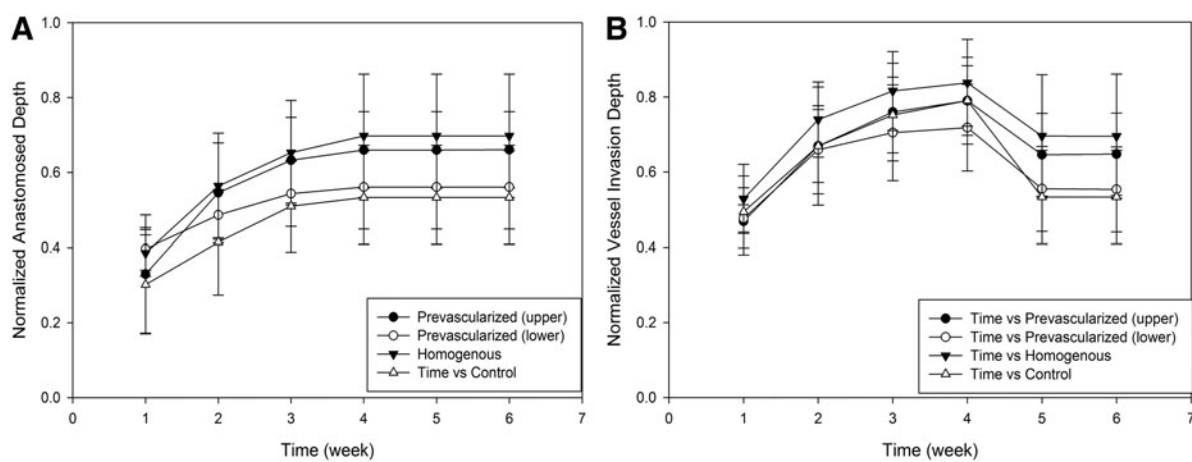 A
Normalized Anastomosed Depth
1.0
0.8
0.6
0.4
0.2
0.0
0 1 2 3 4 5 6 7
Time (week)
Prevascularized (upper)
Prevascularized (lower)
Homogenous
Time vs Control
B
Normalized Vessel Invasion Depth
1.0
0.8
0.6
0.4
0.2
0.0
0 1 2 3 4 5 6 7
Time (week)
Time vs Prevascularized (upper)
Time vs Prevascularized (lower)
Time vs Homogenous
Time vs Control